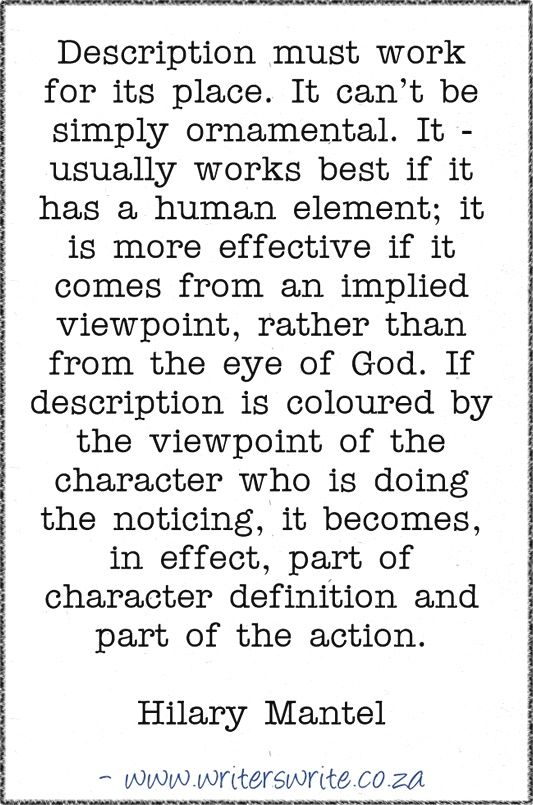 Description must work
for its place. It can't be
simply ornamental. It -
usually works best if it
has a human element; it
is more effective if it
comes from an implied
viewpoint, rather than
from the eye of God. If
description is coloured by
the viewpoint of the
character who is doing
the noticing, it becomes,
in effect, part of
character definition and
part of the action.
Hilary Mantel
- www.writerswrite.co.za